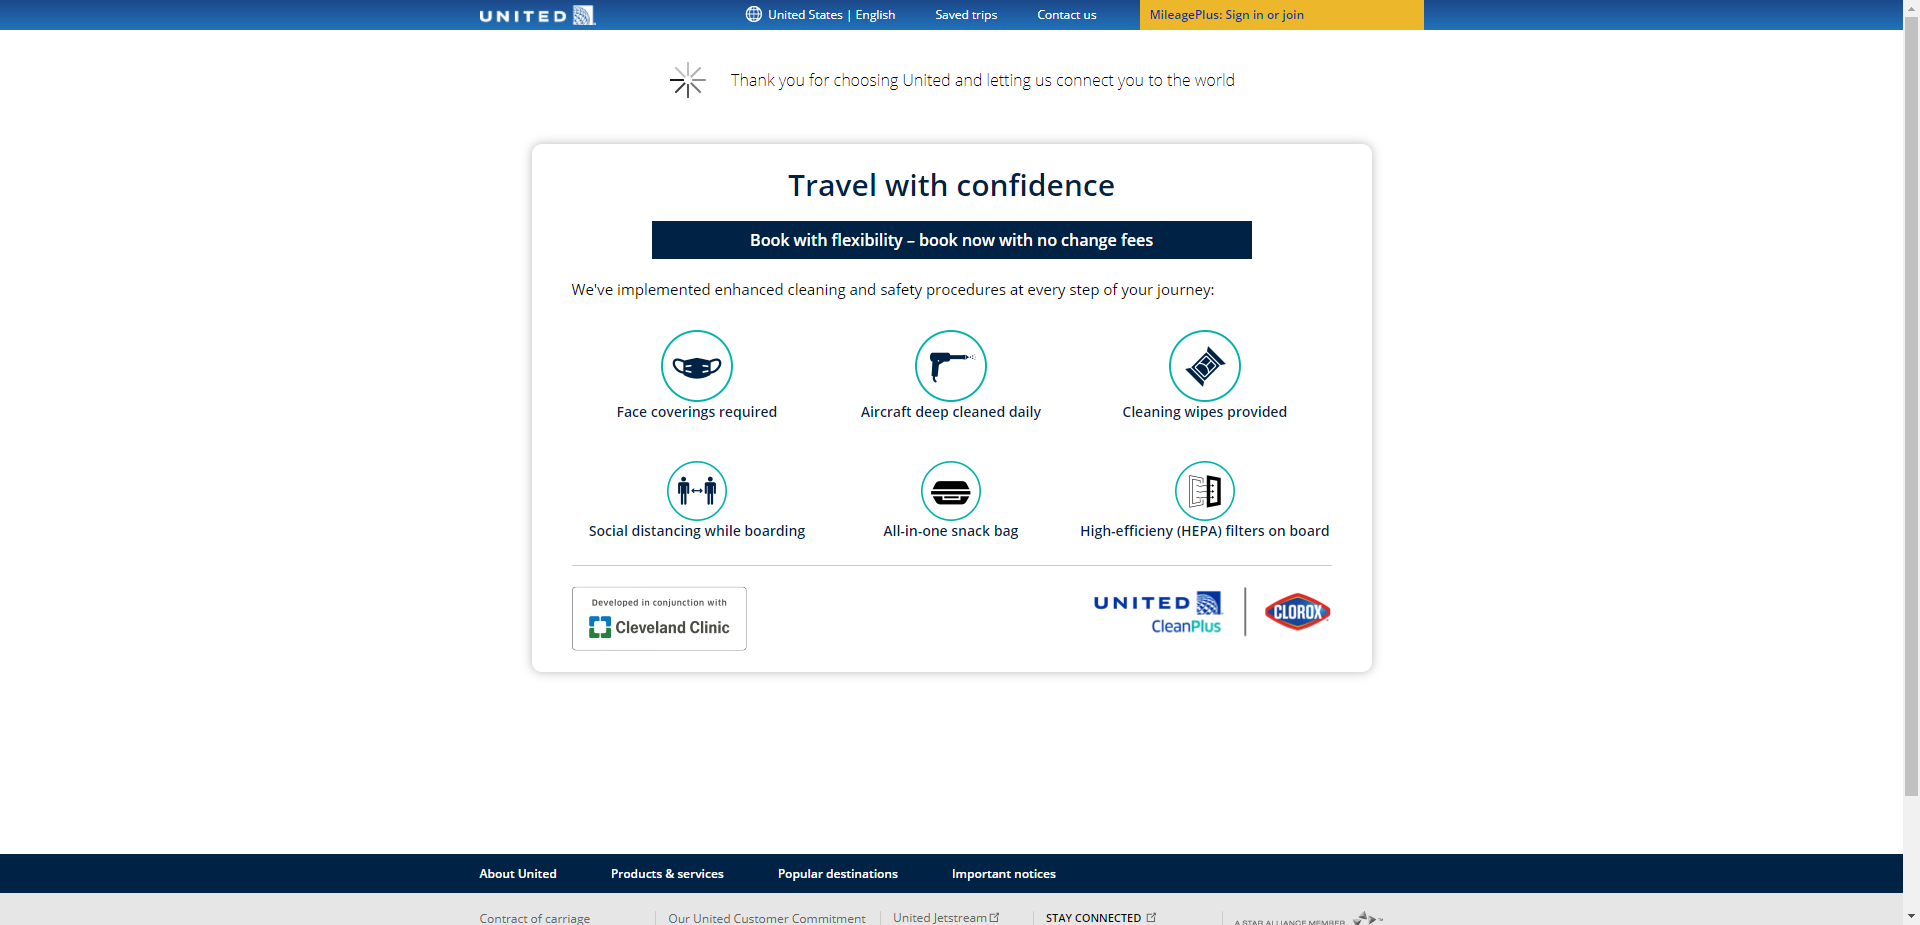 UNITED
United States | English
Saved trips
Contact us
MileagePlus: Sign in or join
Thank you for choosing United and letting us connect you to the world
Travel with confidence
Book with flexibility – book now with no change fees
We've implemented enhanced cleaning and safety procedures at every step of your journey:
Face coverings required
Aircraft deep cleaned daily
Cleaning wipes provided
Social distancing while boarding
All-in-one snack bag
High-efficieny (HEPA) filters on board
Developed in conjunction with
Cleveland Clinic
UNITED
CleanPlus
CLOROX
About United
Products & services
Popular destinations
Important notices
Contract of carriage
Our United Customer Commitment
United Jetstream
STAY CONNECTED
A STAR ALLIANCE MEMBER